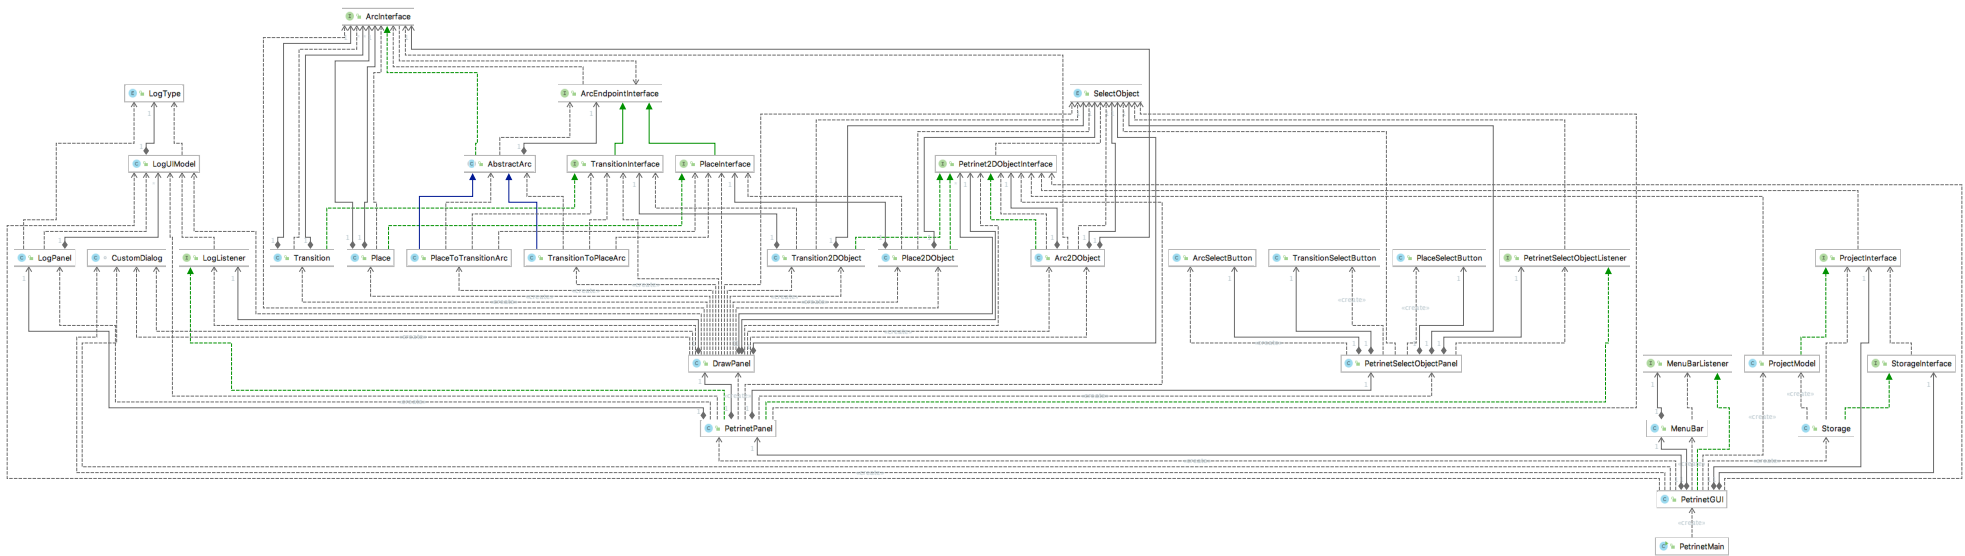 ArcInterface
LogType
ArcEndpointInterface
SelectObject
LogUIModel
AbstractArc
TransitionInterface
PlaceInterface
Petrinet2DObjectInterface
LogPanel
CustomDialog
LogListener
Transition
Place
PlaceToTransitionArc
TransitionToPlaceArc
Transition2DObject
Place2DObject
Arc2DObject
ArcSelectButton
TransitionSelectButton
PlaceSelectButton
PetrinetSelectObjectListener
ProjectInterface
DrawPanel
PetrinetSelectObjectPanel
MenuBarListener
ProjectModel
StorageInterface
PetrinetPanel
MenuBar
Storage
PetrinetGUI
«create»
PetrinetMain